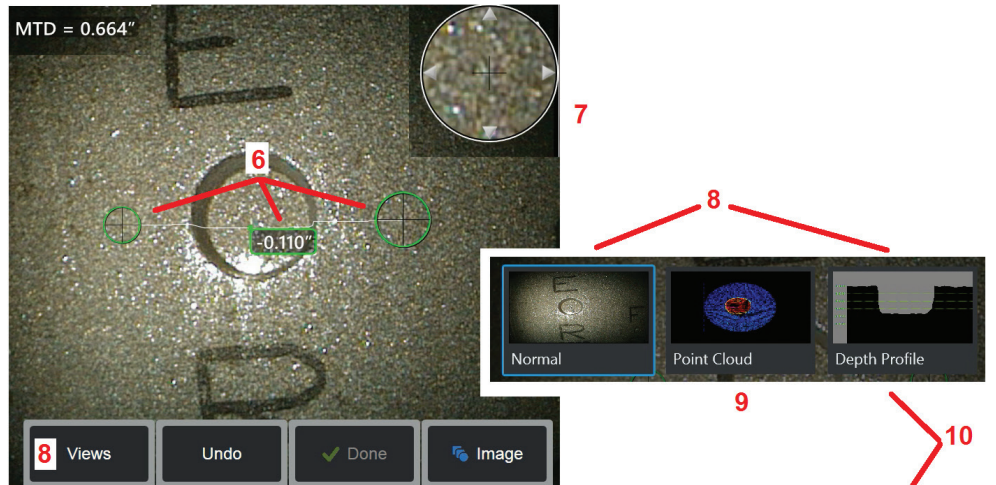 MTD = 0.664"
E
7
6
-0.110"
8
E
O
R
F
Normal
Point Cloud
Depth Profile
9
10
P
8
Views
Undo
Done
Image